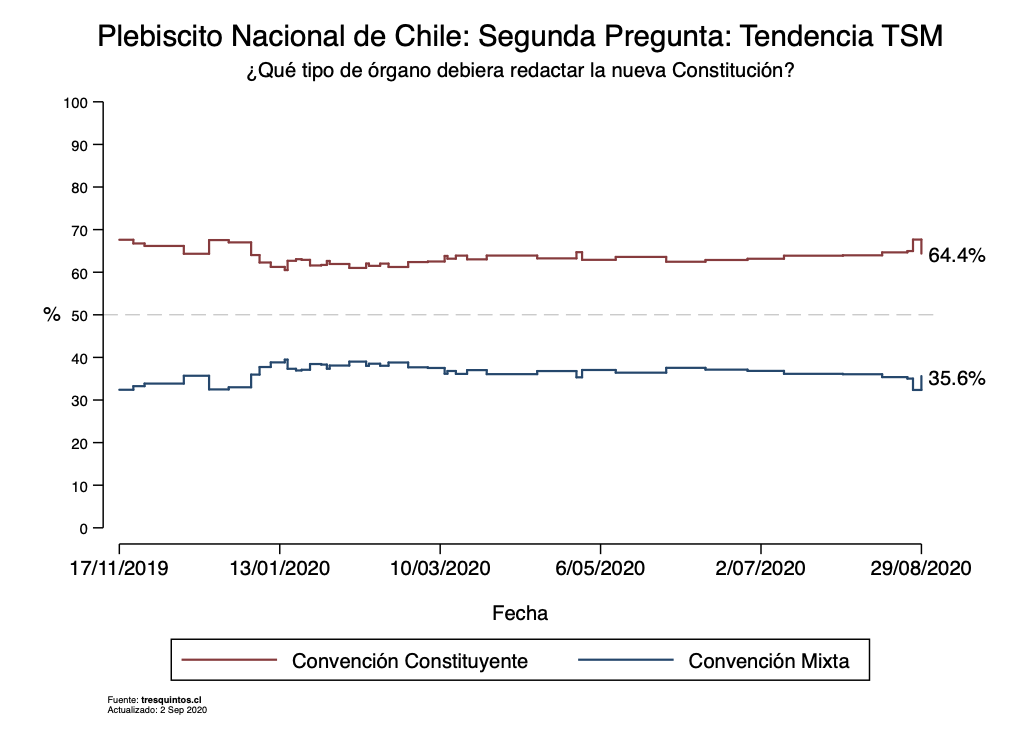 Plebiscito Nacional de Chile: Segunda Pregunta: Tendencia TSM
¿Qué tipo de órgano debiera redactar la nueva Constitución?
100
90
80
70
60
50
40
30
20
10
0
%
64.4%
35.6%
17/11/2019 13/01/2020 10/03/2020 6/05/2020 2/07/2020 29/08/2020
Fecha
Convención Constituyente Convención Mixta
Fuente: tresquintos.cl
Actualizado: 2 Sep 2020